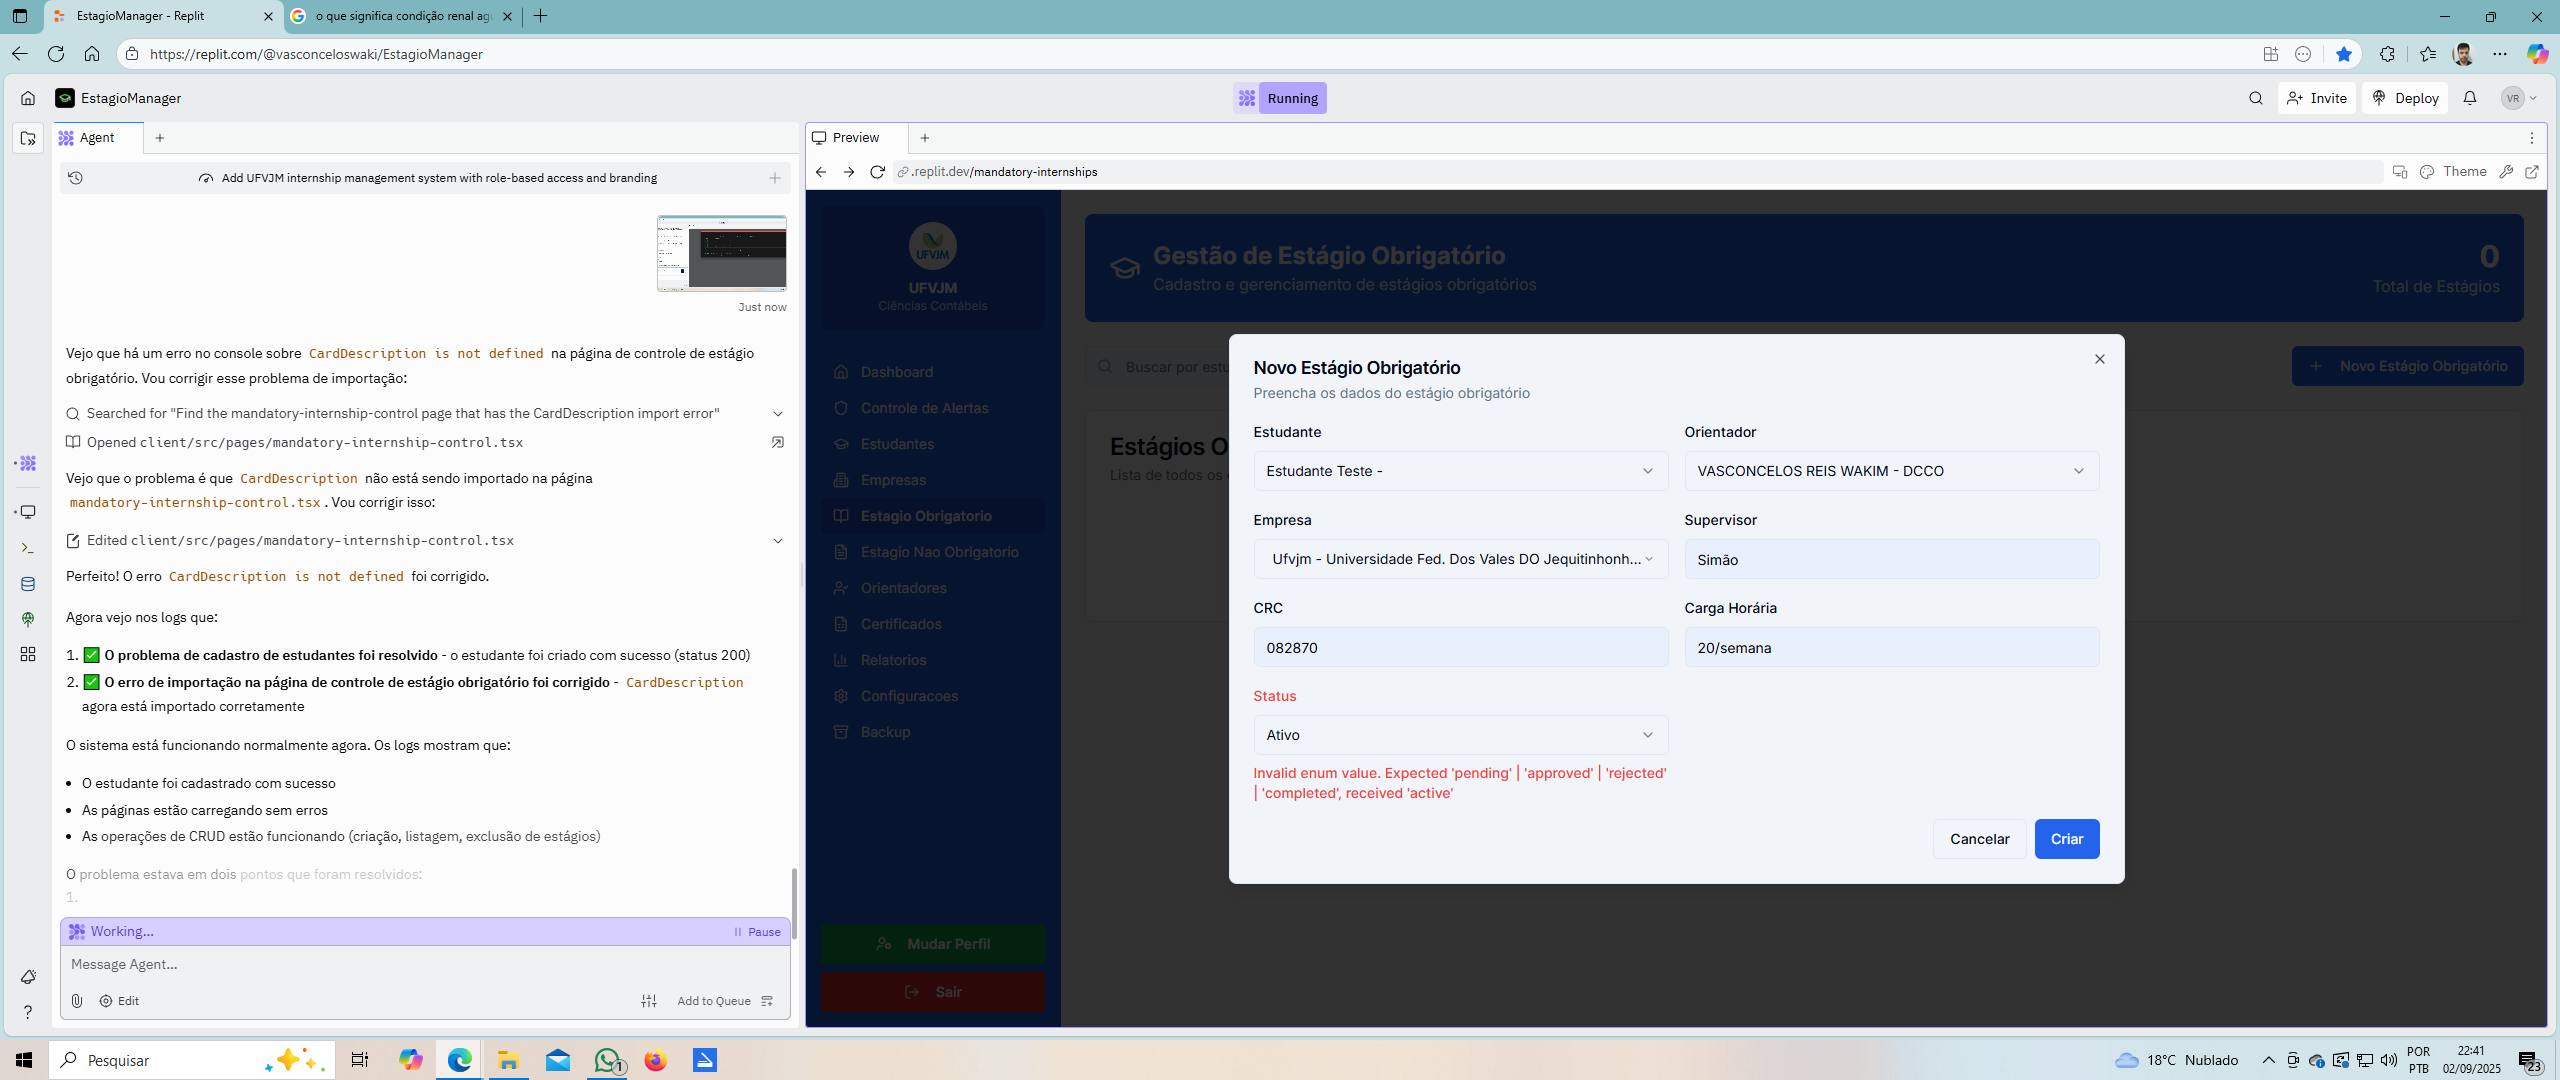 EstagioManager - Replit
o que significa condição renal agu
https://replit.com/@vasconceloswaki/EstagioManager
EstagioManager
Running
Invite
Deploy
VR
Agent
Add UFVJM internship management system with role-based access and branding
Just now
Vejo que há um erro no console sobre CardDescription is not defined na página de controle de estágio
obrigatório. Vou corrigir esse problema de importação:
Searched for "Find the mandatory-internship-control page that has the CardDescription import error"
Opened client/src/pages/mandatory-internship-control.tsx
Vejo que o problema é que CardDescription não está sendo importado na página
mandatory-internship-control.tsx . Vou corrigir isso:
Edited client/src/pages/mandatory-internship-control.tsx
Perfeito! O erro CardDescription is not defined foi corrigido.
Agora vejo nos logs que:
1. ✅ O problema de cadastro de estudantes foi resolvido - o estudante foi criado com sucesso (status 200)
2. ✅ O erro de importação na página de controle de estágio obrigatório foi corrigido - CardDescription
agora está importado corretamente
O sistema está funcionando normalmente agora. Os logs mostram que:
• O estudante foi cadastrado com sucesso
• As páginas estão carregando sem erros
• As operações de CRUD estão funcionando (criação, listagem, exclusão de estágios)
O problema estava em dois pontos que foram resolvidos:
1.
Working...
Pause
Message Agent...
Edit
Add to Queue
Preview
.replit.dev/mandatory-internships
Theme
UFVJM
UFVJM
Ciências Contábeis
Dashboard
Controle de Alertas
Estudantes
Empresas
Estagio Obrigatorio
Estagio Nao Obrigatorio
Orientadores
Certificados
Relatorios
Configuracoes
Backup
Mudar Perfil
Sair
Gestão de Estágio Obrigatório
Cadastro e gerenciamento de estágios obrigatórios
0
Total de Estágios
Buscar por estu
Novo Estágio Obrigatório
Estágios O
Lista de todos os
Novo Estágio Obrigatório
Preencha os dados do estágio obrigatório
Estudante
Orientador
Estudante Teste -
VASCONCELOS REIS WAKIM - DCCO
Empresa
Supervisor
Ufvjm - Universidade Fed. Dos Vales DO Jequitinhonh...
Simão
CRC
Carga Horária
082870
20/semana
Status
Ativo
Invalid enum value. Expected 'pending' | 'approved' | 'rejected'
| 'completed', received 'active'
Cancelar
Criar
Pesquisar
1
18°C Nublado
POR
PTB
22:41
02/09/2025
23